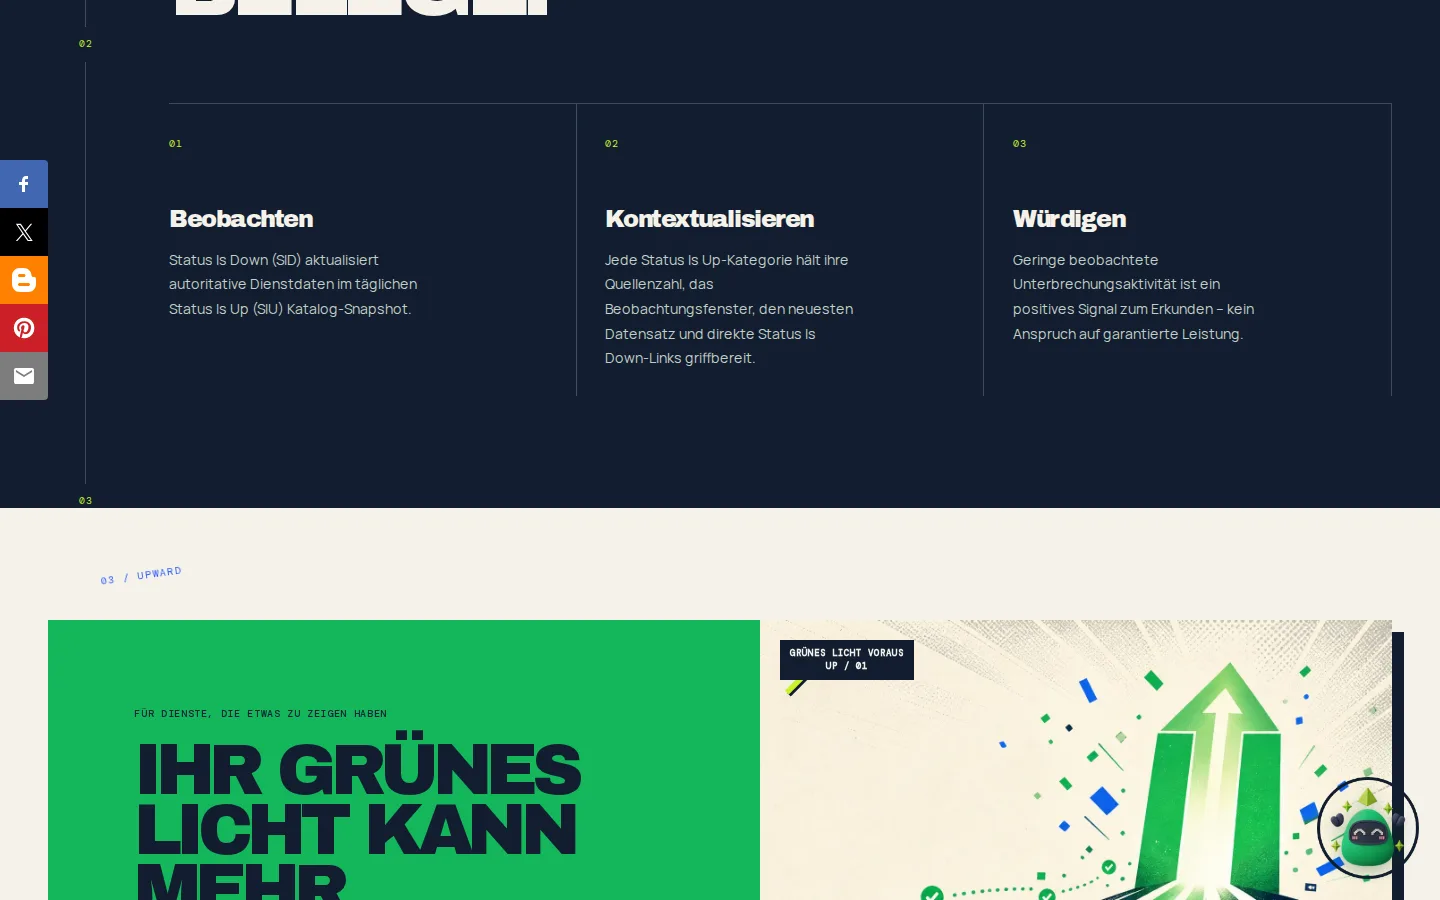 02
01
Beobachten
Status Is Down (SID) aktualisiert
autoritative Dienstdaten im täglichen
Status Is Up (SIU) Katalog-Snapshot.
02
Kontextualisieren
Jede Status Is Up-Kategorie hält ihre
Quellenzahl, das
Beobachtungsfenster, den neuesten
Datensatz und direkte Status Is
Down-Links griffbereit.
03
Würdigen
Geringe beobachtete
Unterbrechungsaktivität ist ein
positives Signal zum Erkunden – kein
Anspruch auf garantierte Leistung.
03
03 / UPWARD
FÜR DIENSTE, DIE ETWAS ZU ZEIGEN HABEN
IHR GRÜNES
LICHT KANN
MEHR
GRÜNES LICHT VORAUS
UP / 01